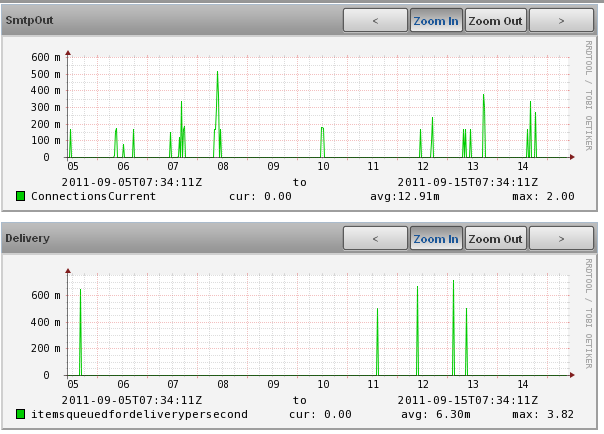 SmtpOut < Zoom In Zoom Out >
600 m
500 m
400 m
300 m
200 m
100 m
0
05 06 07 08 09 10 11 12 13 14
2011-09-05T07:34:11Z to 2011-09-15T07:34:11Z
ConnectionsCurrent cur: 0.00 avg:12.91m max: 2.00
RRDTOOL / TOBI OETIKER
Delivery < Zoom In Zoom Out >
600 m
400 m
200 m
0
05 06 07 08 09 10 11 12 13 14
2011-09-05T07:34:11Z to 2011-09-15T07:34:11Z
itemsqueuedfordeliverypersecond cur: 0.00 avg: 6.30m max: 3.82
RRDTOOL / TOBI OETIKER